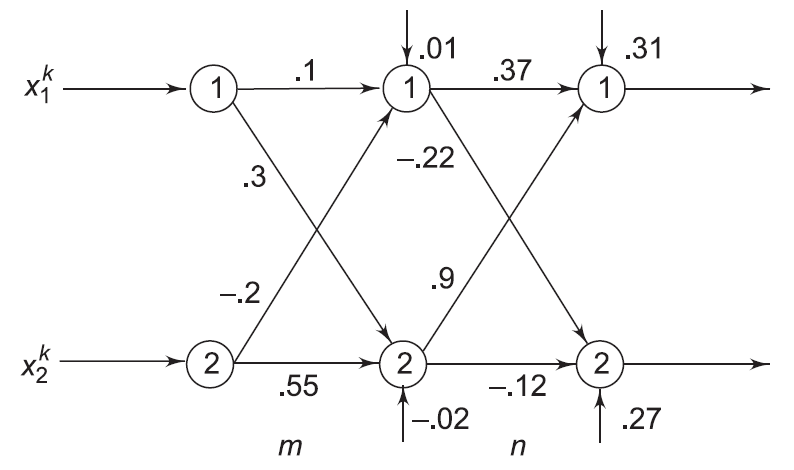 .01 .31
x₁ᵏ 1 .1 1 .37 1
.3 –.22
–.2 .9
x₂ᵏ 2 2 2
.55 –.12
–.02 .27
m n